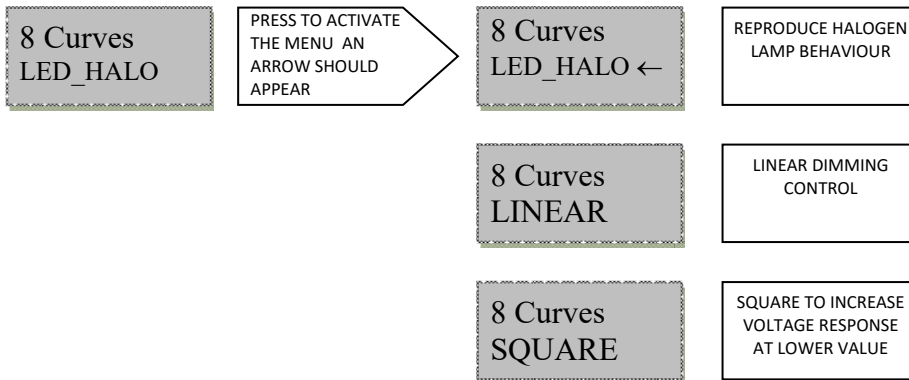 8 Curves
LED_HALO
PRESS TO ACTIVATE
THE MENU AN
ARROW SHOULD
APPEAR
8 Curves
LED_HALO ←
REPRODUCE HALOGEN
LAMP BEHAVIOUR
8 Curves
LINEAR
LINEAR DIMMING
CONTROL
8 Curves
SQUARE
SQUARE TO INCREASE
VOLTAGE RESPONSE
AT LOWER VALUE